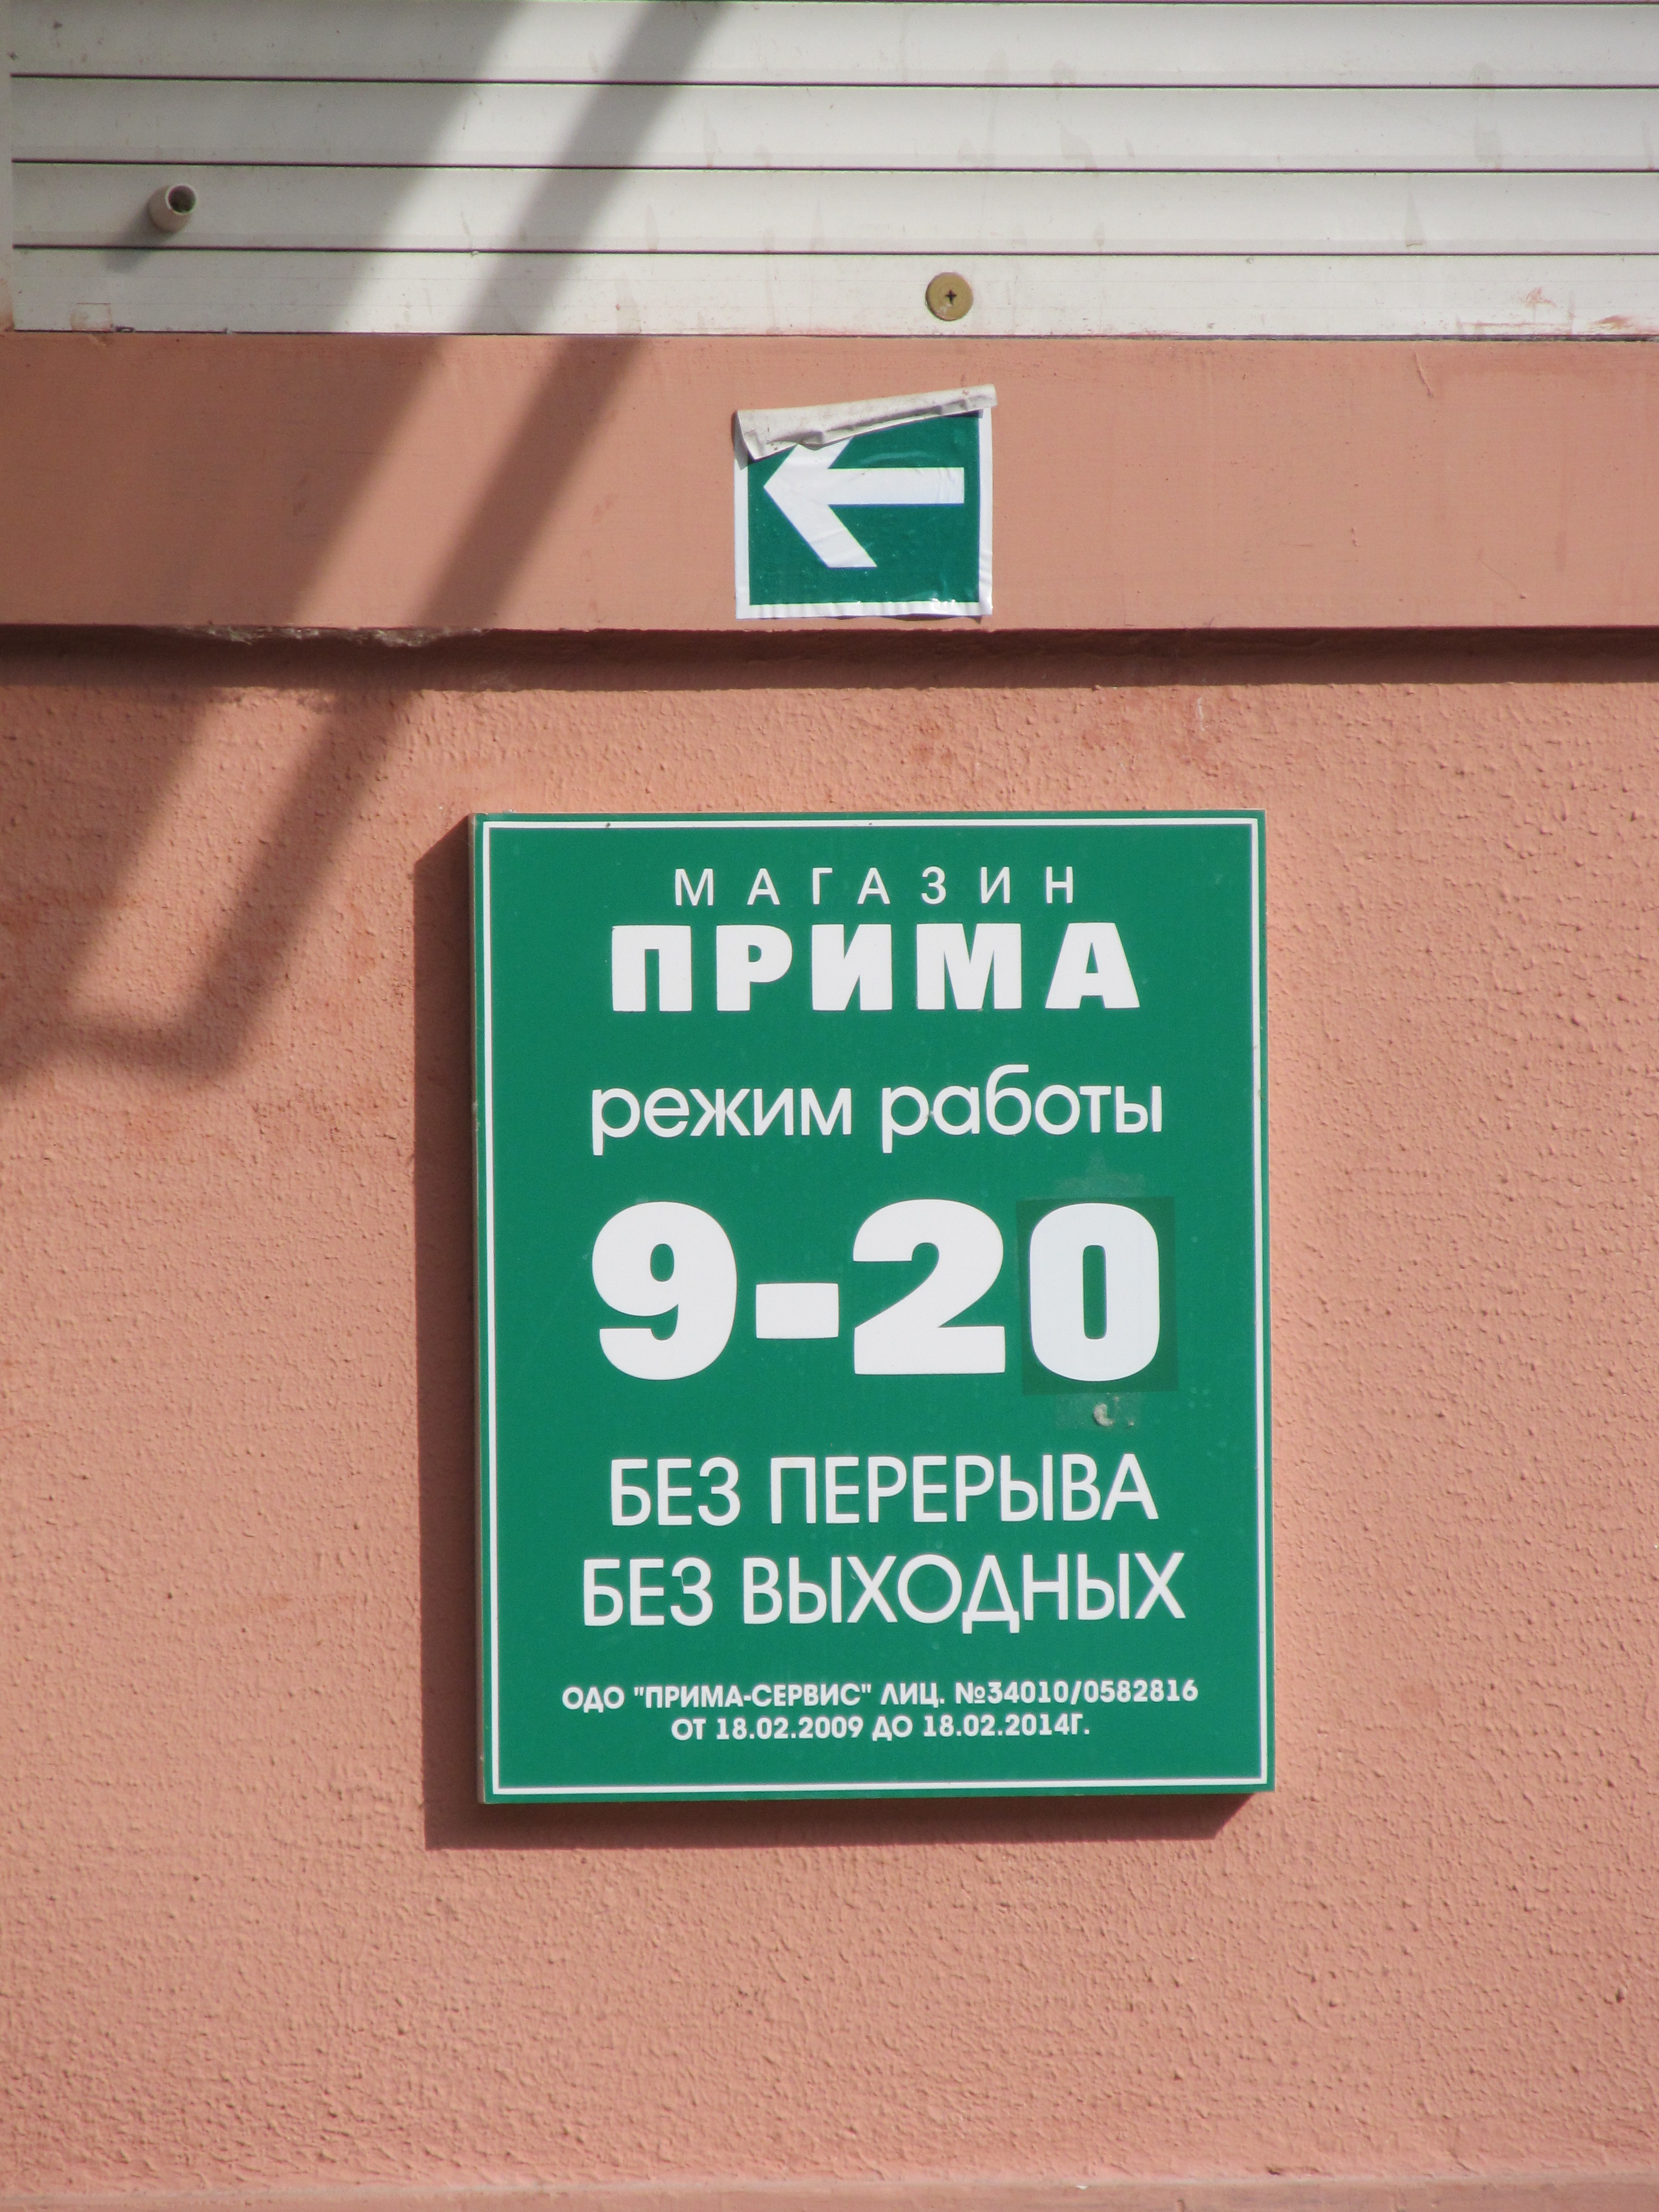 МАГАЗИН
ПРИМА
режим работы
9-20
БЕЗ ПЕРЕРЫВА
БЕЗ ВЫХОДНЫХ
ОДО "ПРИМА-СЕРВИС" ЛИЦ. №34010/0582816
ОТ 18.02.2009 ДО 18.02.2014Г.